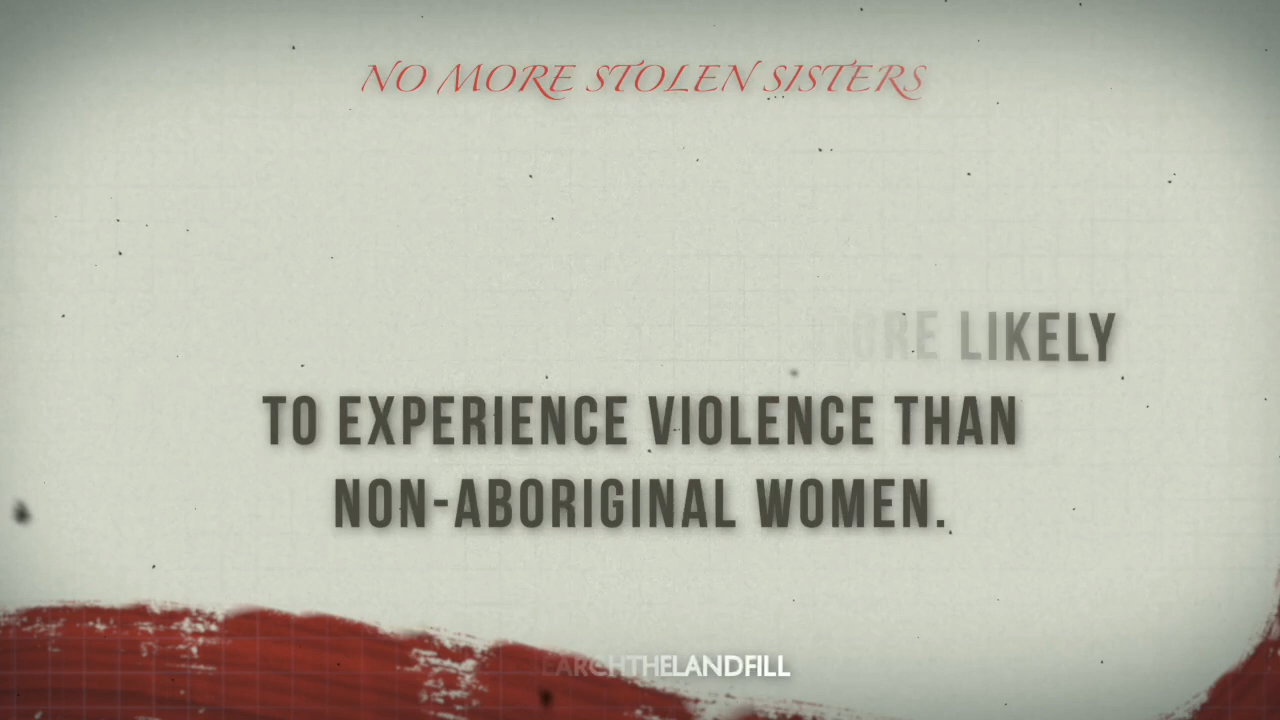 NO MORE STOLEN SISTERS
LIKELY
TO EXPERIENCE VIOLENCE THAN
NON-ABORIGINAL WOMEN.